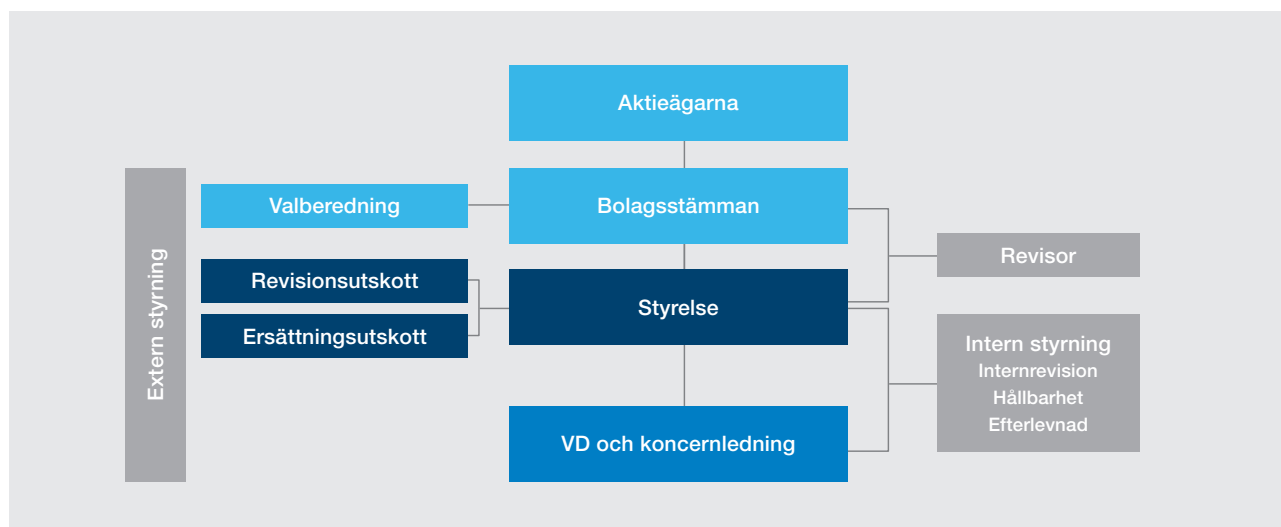 Aktieägarna
Extern styrning
Valberedning
Bolagsstämman
Revisionsutskott
Ersättningsutskott
Styrelse
Revisor
VD och koncernledning
Intern styrning
Internrevision
Hållbarhet
Efterlevnad